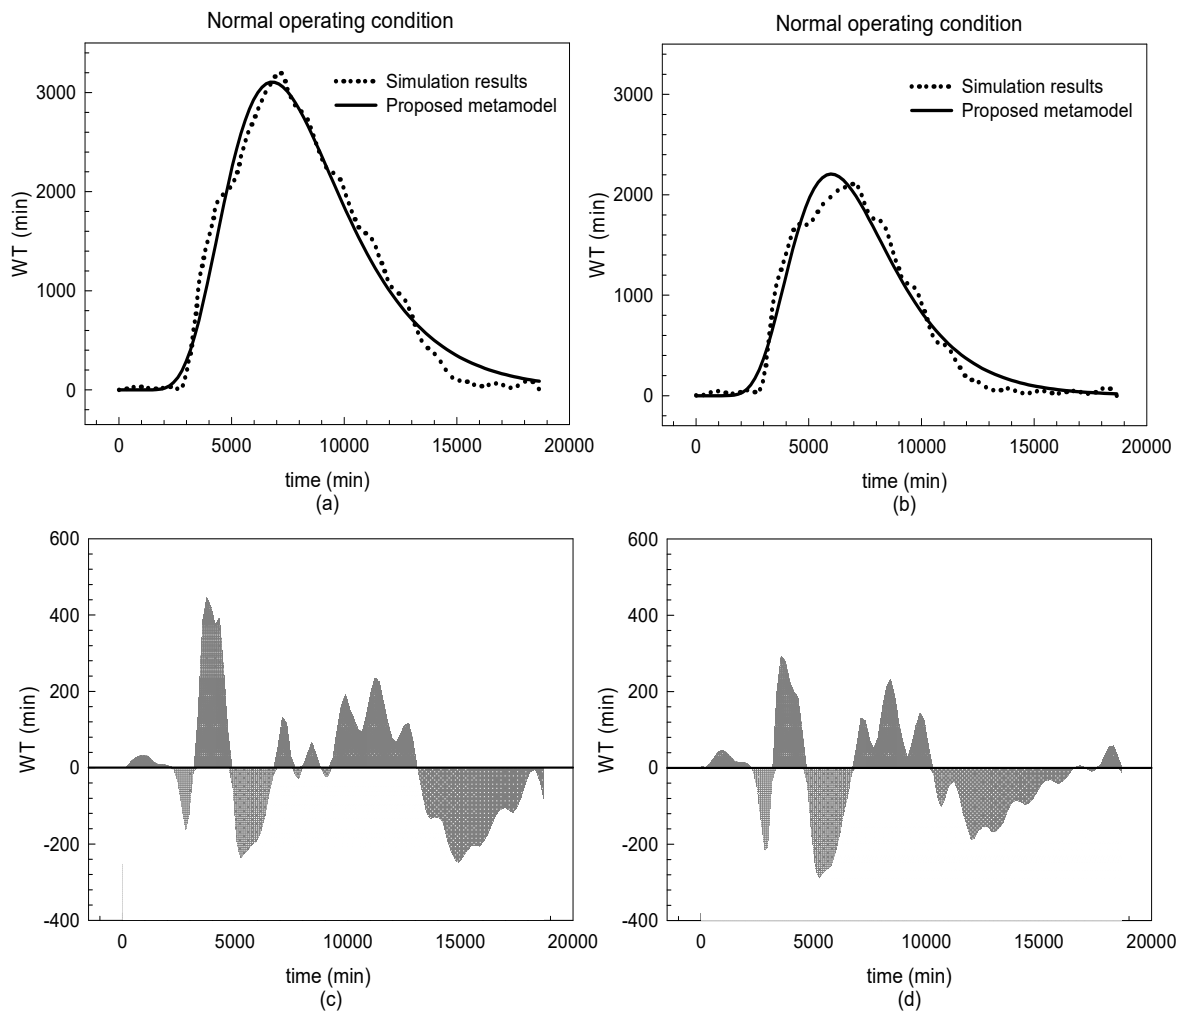 Normal operating condition
Simulation results
Proposed metamodel
WT (min)
3000
2000
1000
0
0 5000 10000 15000 20000
time (min)
(a)
Normal operating condition
Simulation results
Proposed metamodel
WT (min)
3000
2000
1000
0
0 5000 10000 15000 20000
time (min)
(b)
WT (min)
600
400
200
0
-200
-400
0 5000 10000 15000 20000
time (min)
(c)
WT (min)
600
400
200
0
-200
-400
0 5000 10000 15000 20000
time (min)
(d)